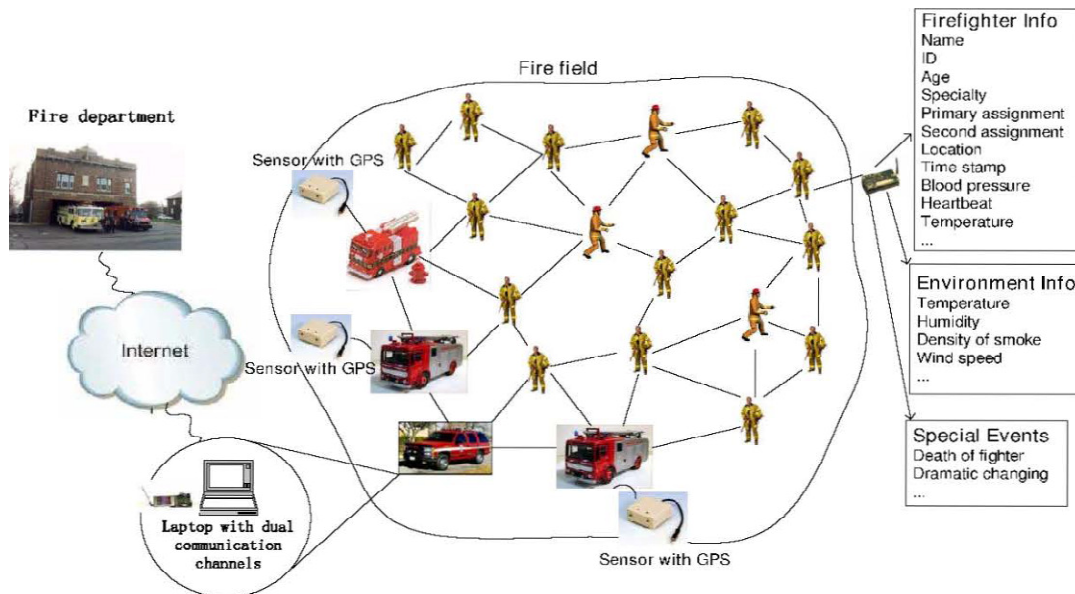 Fire department
Fire field
Sensor with GPS
Sensor with GPS
Internet
Laptop with dual
communication
channels
Sensor with GPS
Firefighter Info
Name
ID
Age
Specialty
Primary assignment
Second assignment
Location
Time stamp
Blood pressure
Heartbeat
Temperature
...
Environment Info
Temperature
Humidity
Density of smoke
Wind speed
...
Special Events
Death of fighter
Dramatic changing
...